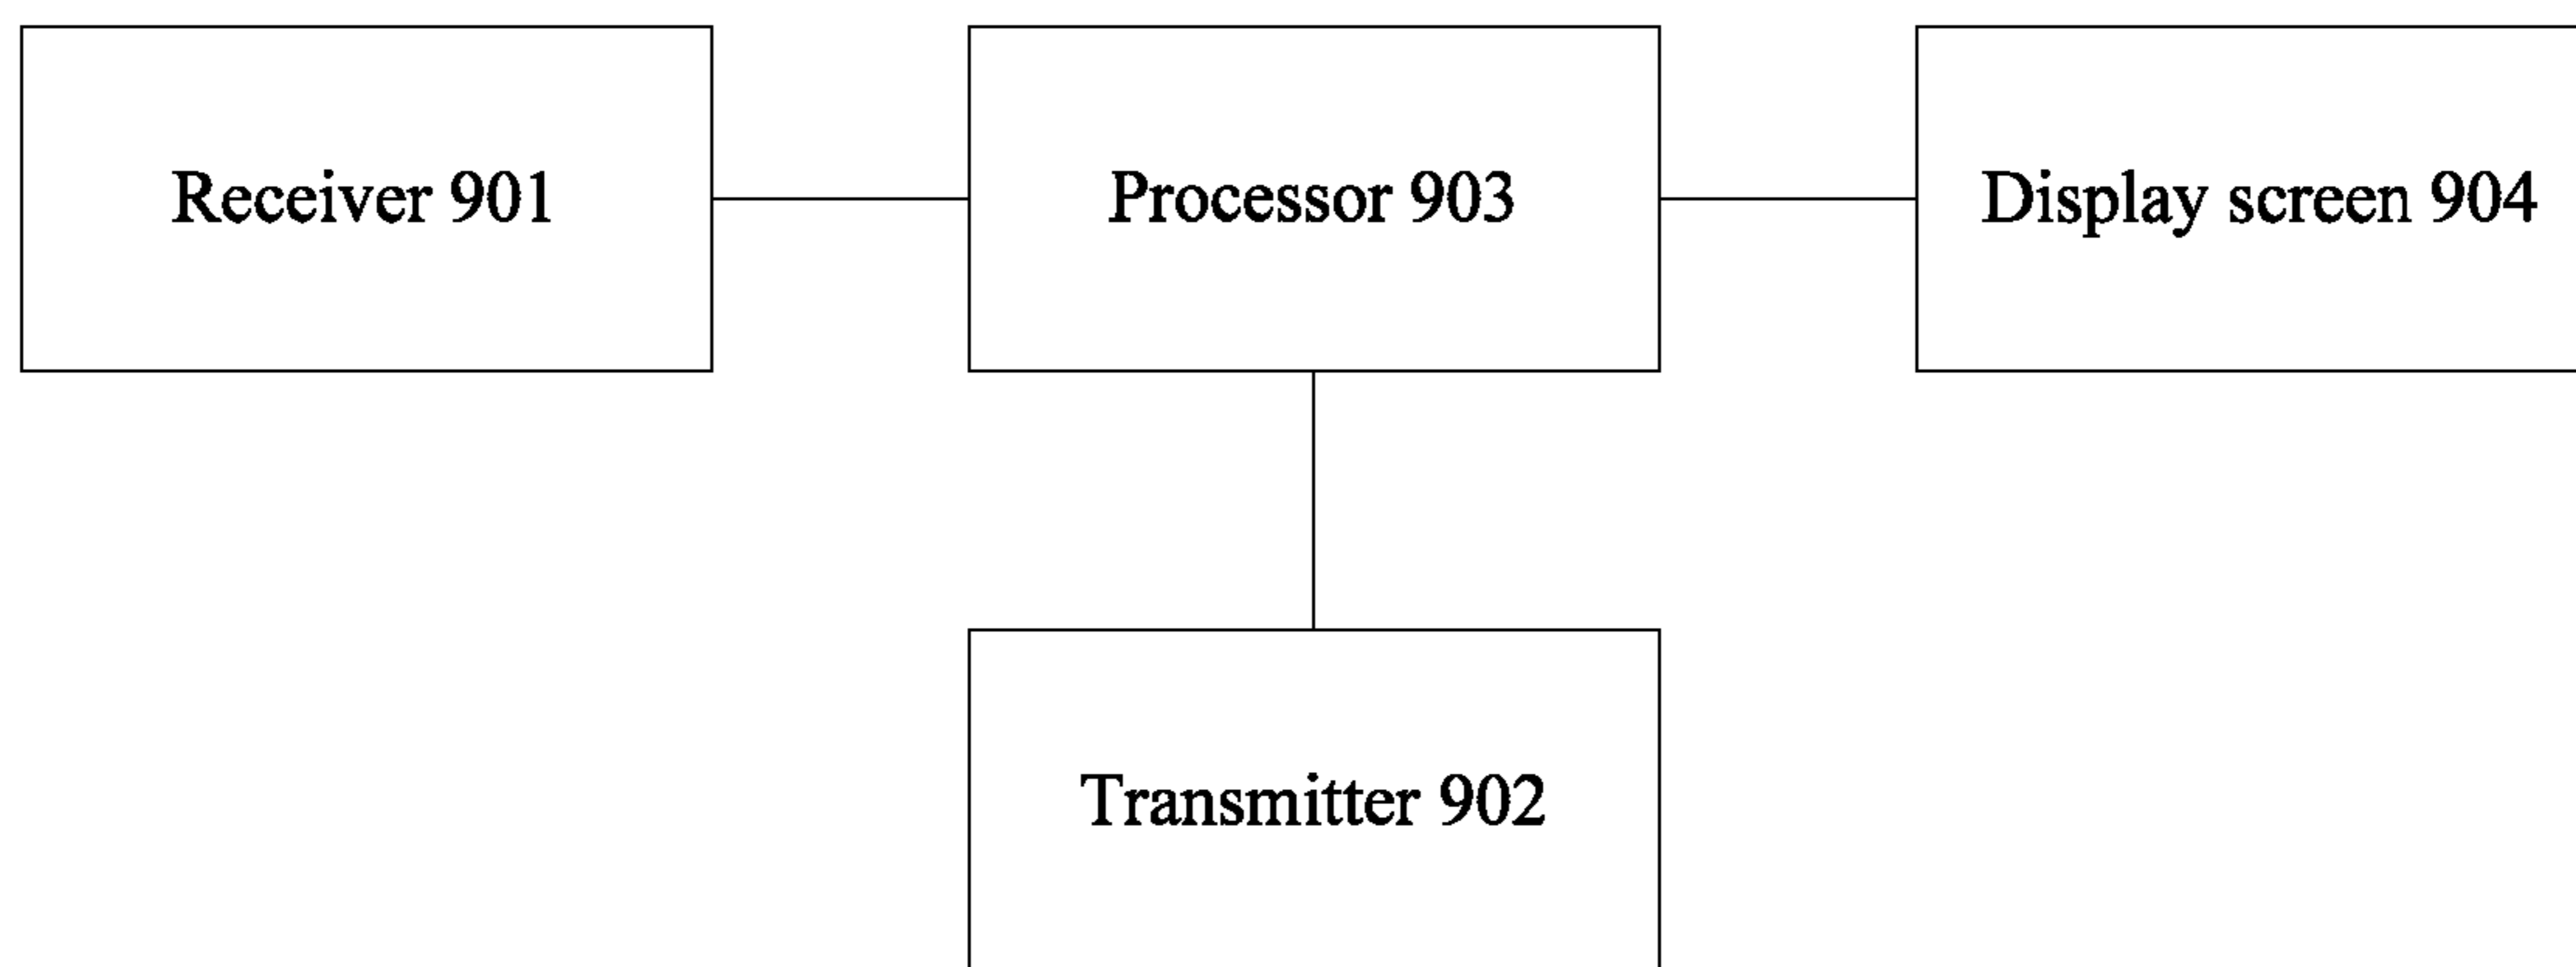 Receiver 901
Processor 903
Display screen 904
Transmitter 902